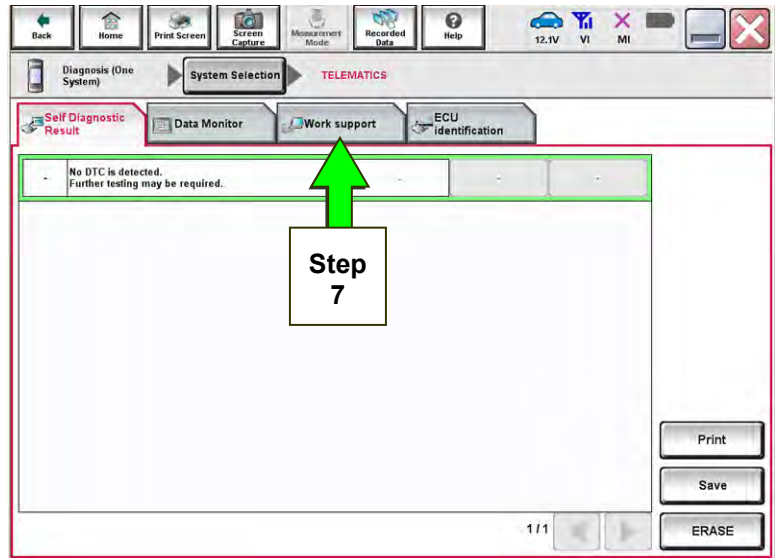 Back
Home
Print Screen
Screen
Capture
Measurement
Mode
Recorded
Data
Help
12.1V
VI
MI
Diagnosis (One
System)
System Selection
TELEMATICS
Self Diagnostic
Result
Data Monitor
Work support
ECU
identification
- No DTC is detected.
Further testing may be required.
- - -
Step
7
Print
Save
1/1
ERASE